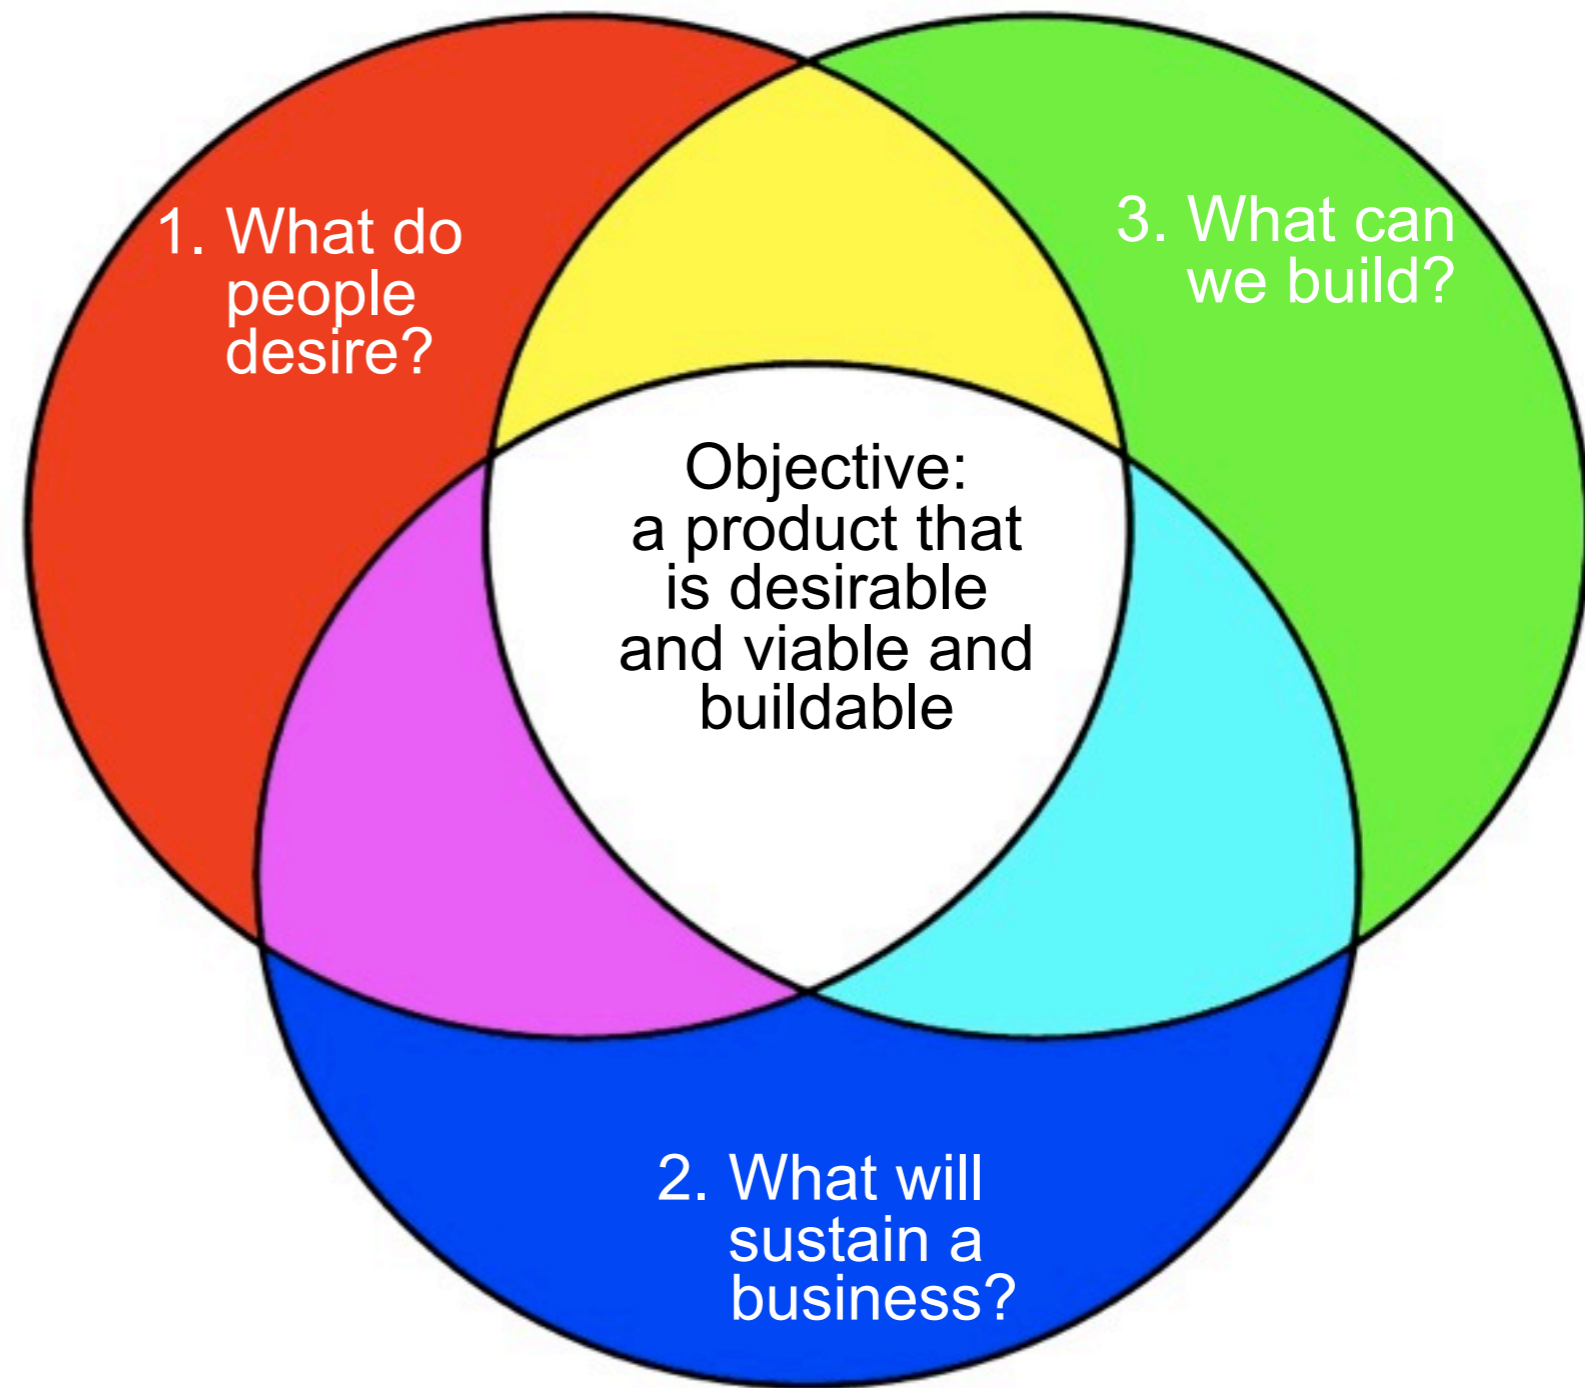 1. What do
people
desire?
3. What can
we build?
Objective:
a product that
is desirable
and viable and
buildable
2. What will
sustain a
business?